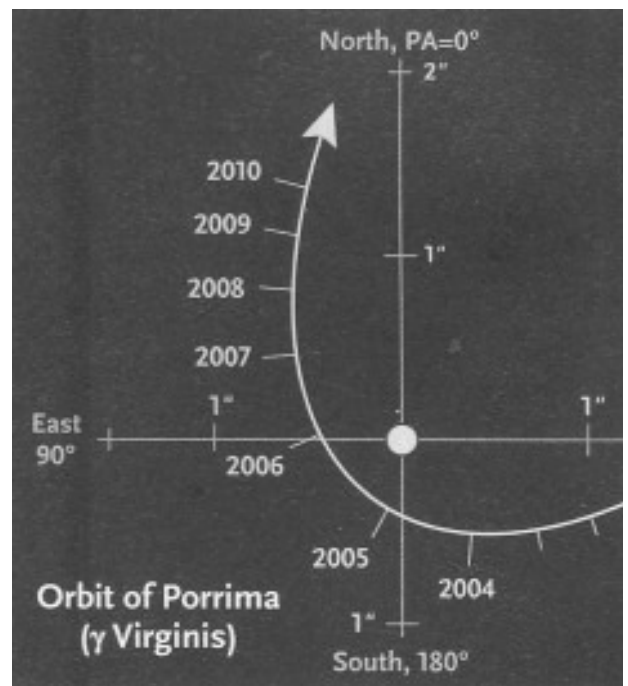 North, PA=0°
2"
2010
2009
1"
2008
2007
1"
1"
East
90°
2006
2005
2004
Orbit of Porrima
(γ Virginis)
1"
South, 180°